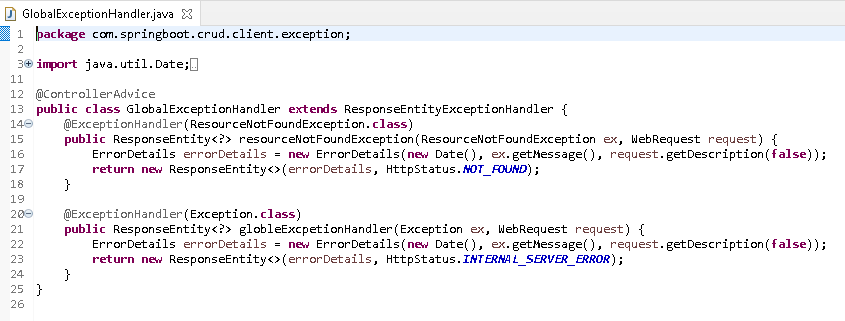 GlobalExceptionHandler.java
1 package com.springboot.crud.client.exception;
2
3 import java.util.Date;
11
12 @ControllerAdvice
13 public class GlobalExceptionHandler extends ResponseEntityExceptionHandler {
14 @ExceptionHandler(ResourceNotFoundException.class)
15 public ResponseEntity<?> resourceNotFoundException(ResourceNotFoundException ex, WebRequest request) {
16 ErrorDetails errorDetails = new ErrorDetails(new Date(), ex.getMessage(), request.getDescription(false));
17 return new ResponseEntity<>(errorDetails, HttpStatus.NOT_FOUND);
18 }
19
20 @ExceptionHandler(Exception.class)
21 public ResponseEntity<?> globleExcpetionHandler(Exception ex, WebRequest request) {
22 ErrorDetails errorDetails = new ErrorDetails(new Date(), ex.getMessage(), request.getDescription(false));
23 return new ResponseEntity<>(errorDetails, HttpStatus.INTERNAL_SERVER_ERROR);
24 }
25 }
26